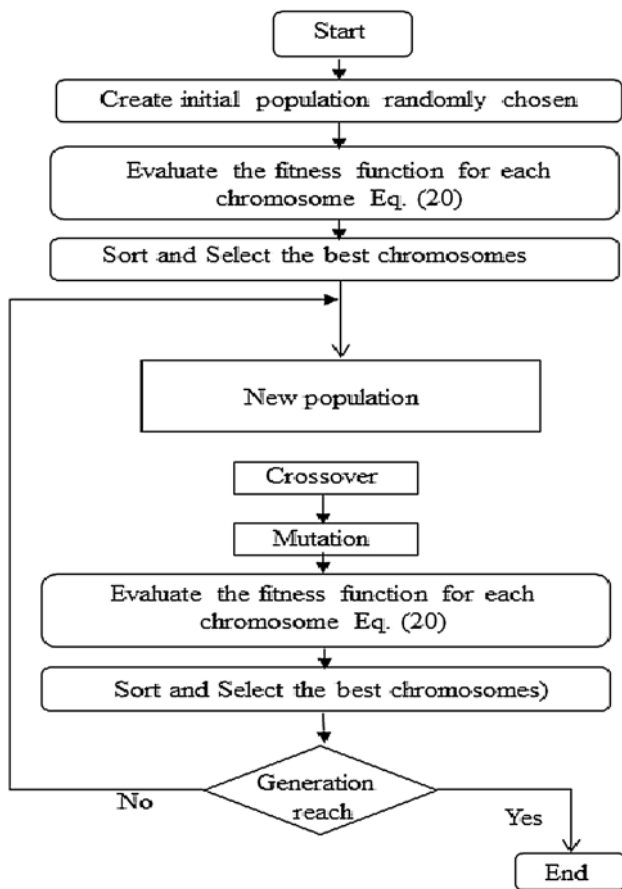 Start
Create initial population randomly chosen
Evaluate the fitness function for each
chromosome Eq. (20)
Sort and Select the best chromosomes
New population
Crossover
Mutation
Evaluate the fitness function for each
chromosome Eq. (20)
Sort and Select the best chromosomes)
Generation
reach
No
Yes
End